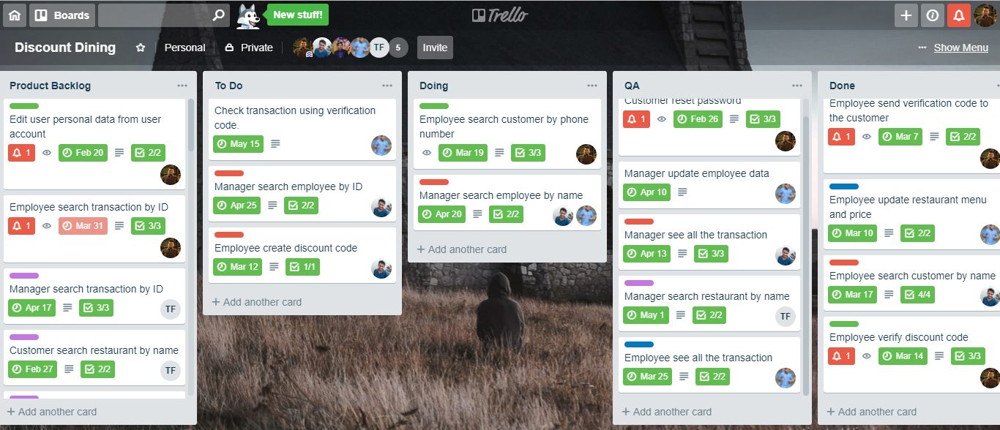 Boards
New stuff!
Trello
Discount Dining
Personal
Private
TF
5
Invite
Show Menu
Product Backlog
Edit user personal data from user
account
1
Feb 20
2/2
Employee search transaction by ID
1
Mar 31
3/3
Manager search transaction by ID
Apr 17
3/3
TF
Customer search restaurant by name
Feb 27
2/2
TF
+ Add another card
To Do
Check transaction using verification
code.
May 15
Manager search employee by ID
Apr 25
2/2
Employee create discount code
Mar 12
1/1
+ Add another card
Doing
Employee search customer by phone
number
Mar 19
3/3
Manager search employee by name
Apr 20
2/2
+ Add another card
QA
Customer reset password
1
Feb 26
3/3
Manager update employee data
Apr 10
Manager see all the transaction
Apr 13
3/3
Manager search restaurant by name
May 1
2/2
TF
Employee see all the transaction
Mar 25
2/2
+ Add another card
Done
Employee send verification code to
the customer
1
Mar 7
2/2
Employee update restaurant menu
and price
Mar 10
2/2
Employee search customer by name
Mar 17
4/4
Employee verify discount code
1
Mar 14
3/3
+ Add another card